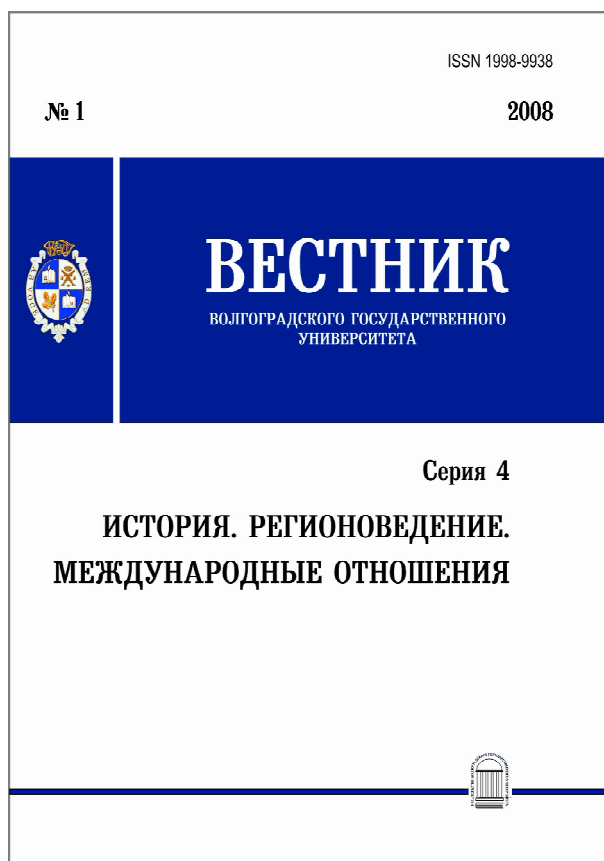 ISSN 1998-9938
№ 1 2008
ВЕСТНИК
ВОЛГОГРАДСКОГО ГОСУДАРСТВЕННОГО
УНИВЕРСИТЕТА
Серия 4
ИСТОРИЯ. РЕГИОНОВЕДЕНИЕ.
МЕЖДУНАРОДНЫЕ ОТНОШЕНИЯ